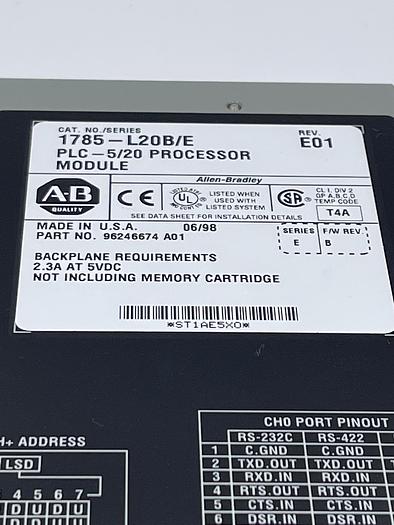 CAT. NO./SERIES REV.
1785-L20B/E E01
PLC-5/20 PROCESSOR
MODULE
Allen-Bradley
A-B
QUALITY
CE
UL
LISTED WHEN
USED WITH
LISTED SYSTEM
SA
CL I, DIV 2
GP A,B,C,D
TEMP CODE
T4A
SEE DATA SHEET FOR INSTALLATION DETAILS
MADE IN U.S.A. 06/98
PART NO. 96246674 A01
SERIES F/W REV.
E B
BACKPLANE REQUIREMENTS
2.3A AT 5VDC
NOT INCLUDING MEMORY CARTRIDGE
*ST1AE5X0*
H+ ADDRESS
LSD
4 5 6 7
U D U D U
CH0 PORT PINOUT
RS-232C RS-422
1 C.GND C.GND
2 TXD.OUT TXD.OUT
3 RXD.IN RXD.IN
4 RTS.OUT RTS.OUT
5 CTS.IN CTS.IN
6 DSR.IN DSR.IN